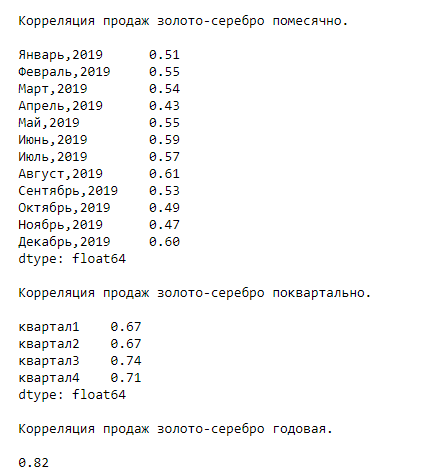 Корреляция продаж золото-серебро помесячно.
Январь,2019 0.51
Февраль,2019 0.55
Март,2019 0.54
Апрель,2019 0.43
Май,2019 0.55
Июнь,2019 0.59
Июль,2019 0.57
Август,2019 0.61
Сентябрь,2019 0.53
Октябрь,2019 0.49
Ноябрь,2019 0.47
Декабрь,2019 0.60
dtype: float64
Корреляция продаж золото-серебро поквартально.
квартал1 0.67
квартал2 0.67
квартал3 0.74
квартал4 0.71
dtype: float64
Корреляция продаж золото-серебро годовая.
0.82